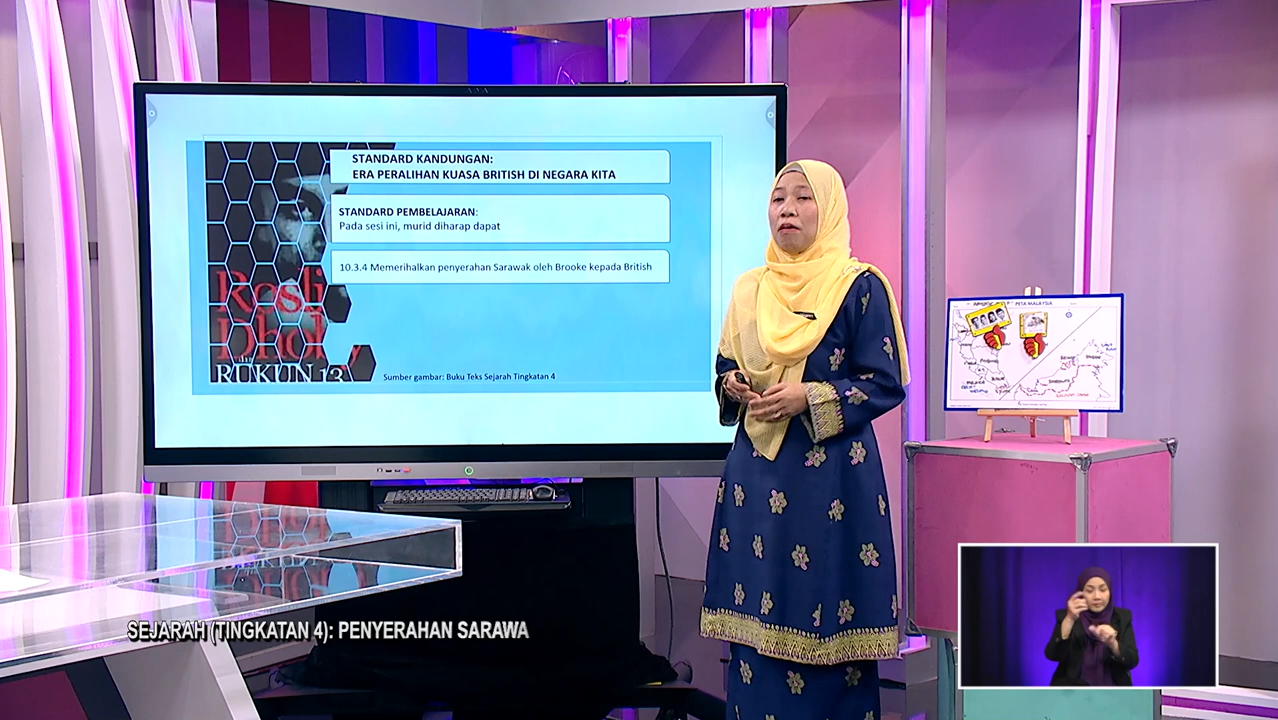 STANDARD KANDUNGAN:
ERA PERALIHAN KUASA BRITISH DI NEGARA KITA
STANDARD PEMBELAJARAN:
Pada sesi ini, murid diharap dapat
10.3.4 Memerihalkan penyerahan Sarawak oleh Brooke kepada British
Rosli
Dhoby
RUKUN 13
Sumber gambar: Buku Teks Sejarah Tingkatan 4
PETA MALAYSIA
SEJARAH (TINGKATAN 4): PENYERAHAN SARAWA